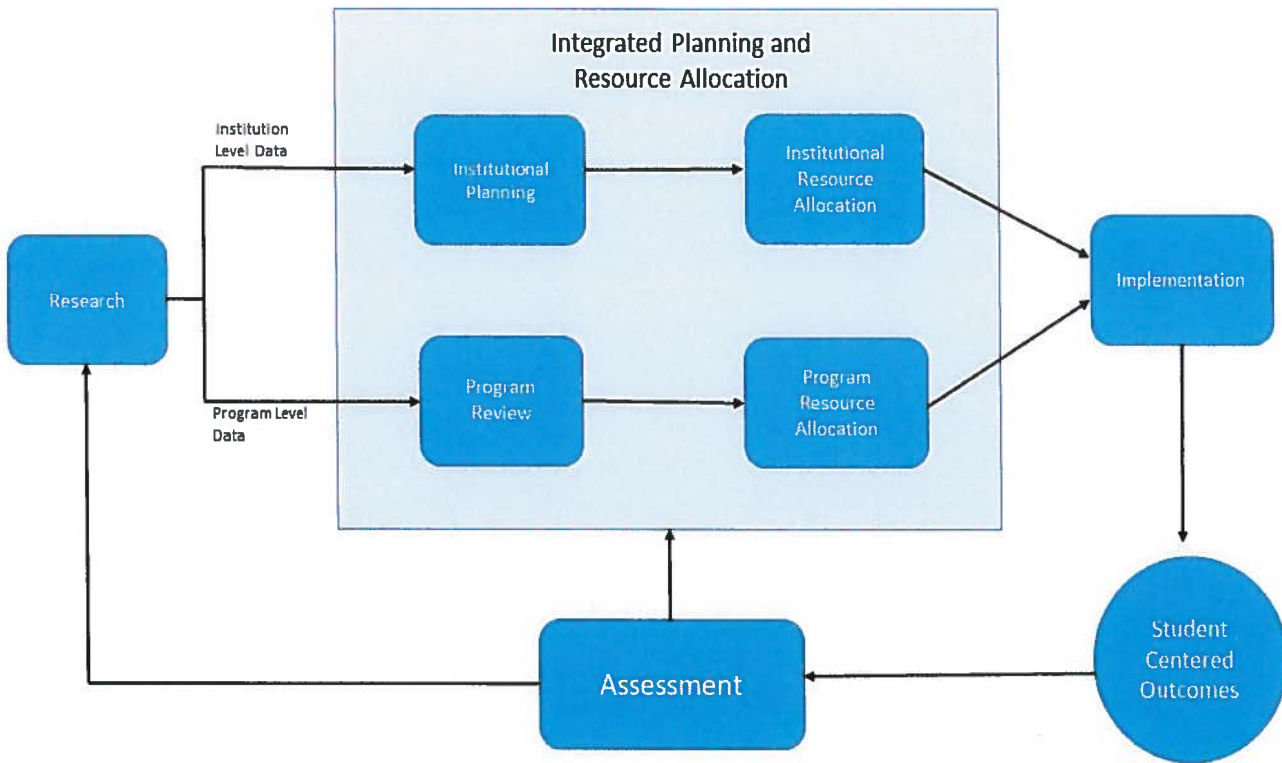 Integrated Planning and
Resource Allocation
Institution
Level Data
Institutional
Planning
Institutional
Resource
Allocation
Research
Implementation
Program Level
Data
Program
Review
Program
Resource
Allocation
Assessment
Student
Centered
Outcomes